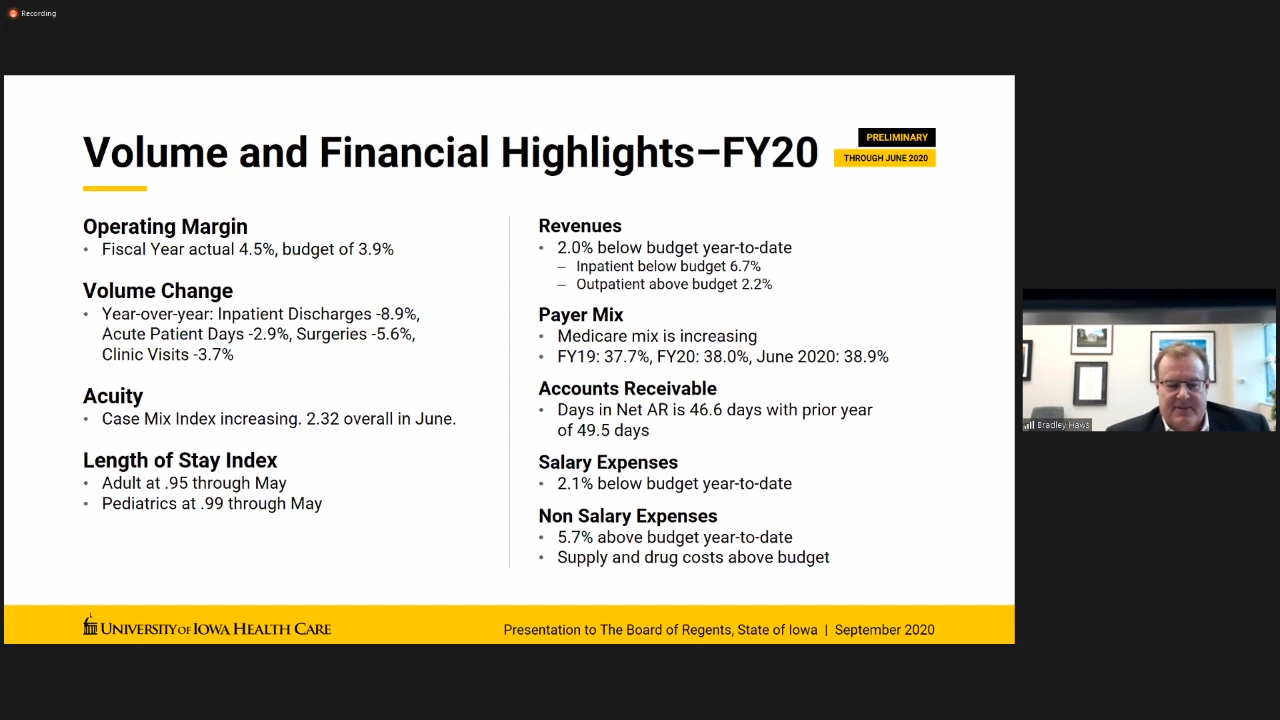 Recording
Volume and Financial Highlights–FY20
PRELIMINARY
THROUGH JUNE 2020
Operating Margin
• Fiscal Year actual 4.5%, budget of 3.9%
Volume Change
• Year-over-year: Inpatient Discharges -8.9%,
Acute Patient Days -2.9%, Surgeries -5.6%,
Clinic Visits -3.7%
Acuity
• Case Mix Index increasing. 2.32 overall in June.
Length of Stay Index
• Adult at .95 through May
• Pediatrics at .99 through May
Revenues
• 2.0% below budget year-to-date
– Inpatient below budget 6.7%
– Outpatient above budget 2.2%
Payer Mix
• Medicare mix is increasing
• FY19: 37.7%, FY20: 38.0%, June 2020: 38.9%
Accounts Receivable
• Days in Net AR is 46.6 days with prior year
of 49.5 days
Salary Expenses
• 2.1% below budget year-to-date
Non Salary Expenses
• 5.7% above budget year-to-date
• Supply and drug costs above budget
UNIVERSITY OF IOWA HEALTH CARE
Presentation to The Board of Regents, State of Iowa | September 2020
Bradley Haws